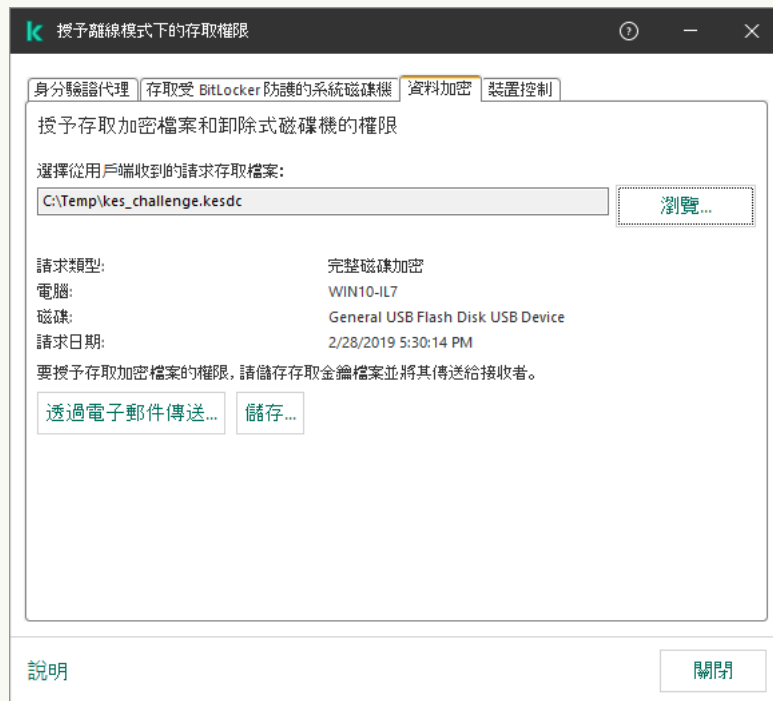 授予離線模式下的存取權限
身分驗證代理 存取受 BitLocker 防護的系統磁碟機 資料加密 裝置控制
授予存取加密檔案和卸除式磁碟機的權限
選擇從用戶端收到的請求存取檔案:
C:\Temp\kes_challenge.kesdc 瀏覽...
請求類型: 完整磁碟加密
電腦: WIN10-IL7
磁碟: General USB Flash Disk USB Device
請求日期: 2/28/2019 5:30:14 PM
要授予存取加密檔案的權限,請儲存存取金鑰檔案並將其傳送給接收者。
透過電子郵件傳送... 儲存...
說明 關閉